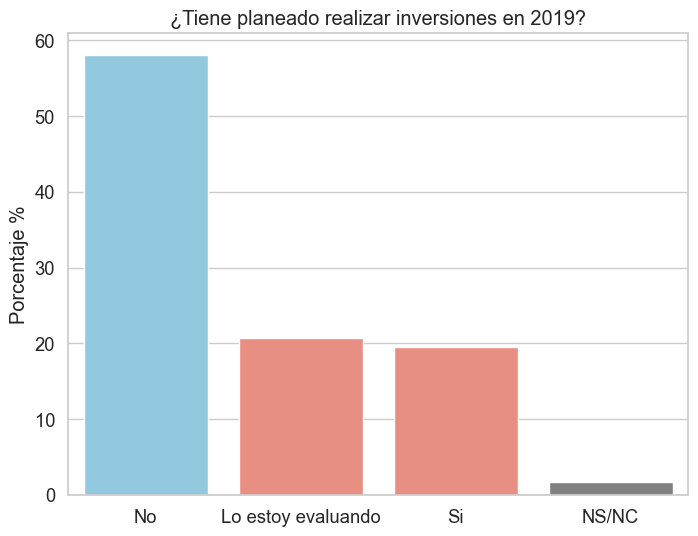 ¿Tiene planeado realizar inversiones en 2019?
Porcentaje %
60
50
40
30
20
10
0
No
Lo estoy evaluando
Si
NS/NC